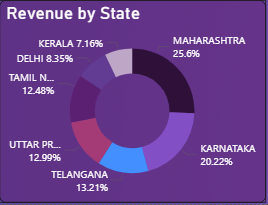 Revenue by State
KERALA 7.16%
MAHARASHTRA
25.6%
DELHI 8.35%
TAMIL N...
12.48%
UTTAR PR...
12.99%
KARNATAKA
20.22%
TELANGANA
13.21%